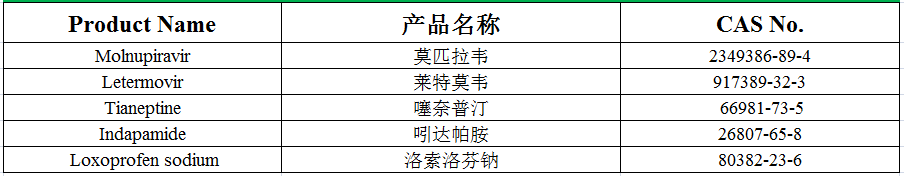 Product Name 产品名称 CAS No.
Molnupiravir 莫匹拉韦 2349386-89-4
Letermovir 莱特莫韦 917389-32-3
Tianeptine 噻奈普汀 66981-73-5
Indapamide 吲达帕胺 26807-65-8
Loxoprofen sodium 洛索洛芬钠 80382-23-6